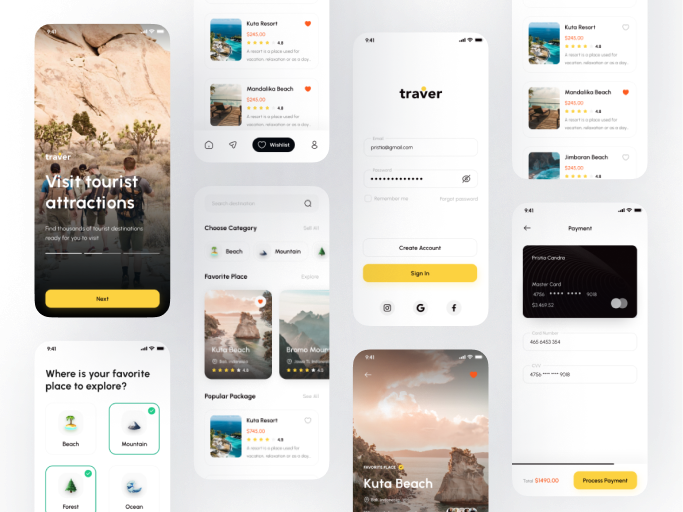 9:41
traver
Visit tourist
attractions
Find thousands of tourist destinations
ready for you to visit
Next
9:41
Where is your favorite
place to explore?
Beach
Mountain
Forest
Ocean
Kuta Resort
$245.00
4.8
A resort is a place used for
vacation, relaxation or as a day
Mandalika Beach
$245.00
4.8
A resort is a place used for
vacation, relaxation or as a day
Wishlist
Search destination
Choose Category
See All
Beach
Mountain
Favorite Place
Explore
Kuta Beach
Bali, Indonesia
4.8
Bromo Moun
Popular Package
See All
Kuta Resort
$745.00
4.8
A resort is a place used for
vacation, relaxation or as a day
9:41
traver
Email
pristia@gmail.com
Password
Remember me
Forgot password
Create Account
Sign In
9:41
FAVORITE PLACE
Kuta Beach
Kuta Resort
$245.00
4.8
A resort is a place used for
vacation, relaxation or as a day
Mandalika Beach
$245.00
4.8
A resort is a place used for
vacation, relaxation or as a day
Jimboran Beach
$245.00
9:41
Payment
Pristia Candra
Master Card
4756 •••• •••• 9018
$3.469.52
Card Number
465 6453 354
4756 **** **** 9018
Total
$1490.00
Process Payment